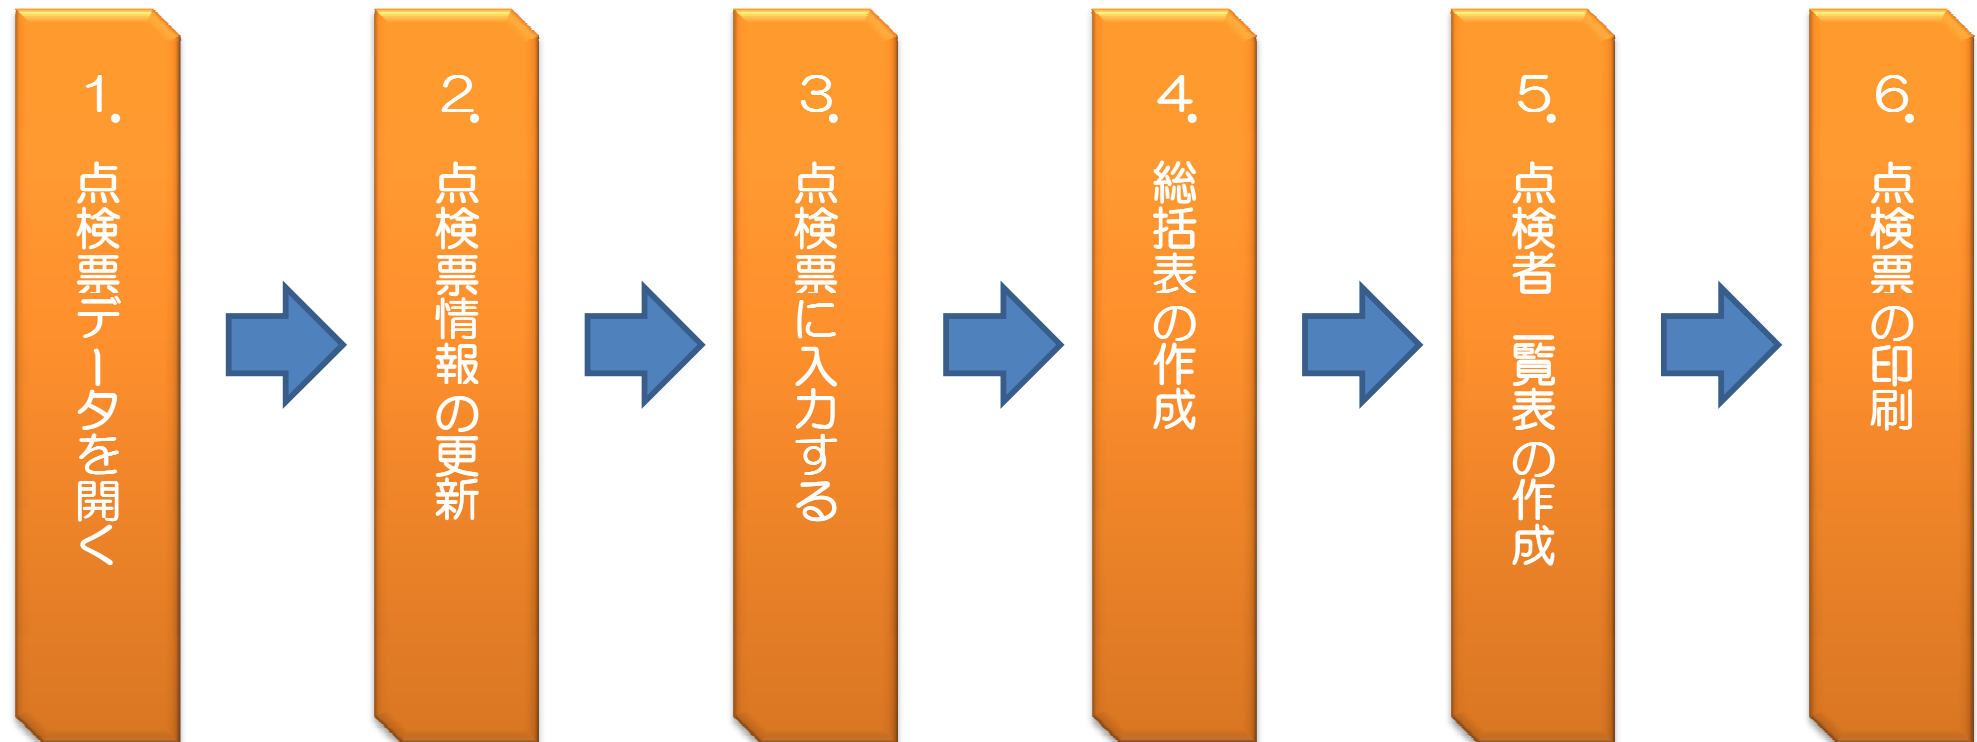 １．点検票データを開く
２．点検票情報の更新
３．点検票に入力する
４．総括表の作成
５．点検者一覧表の作成
６．点検票の印刷